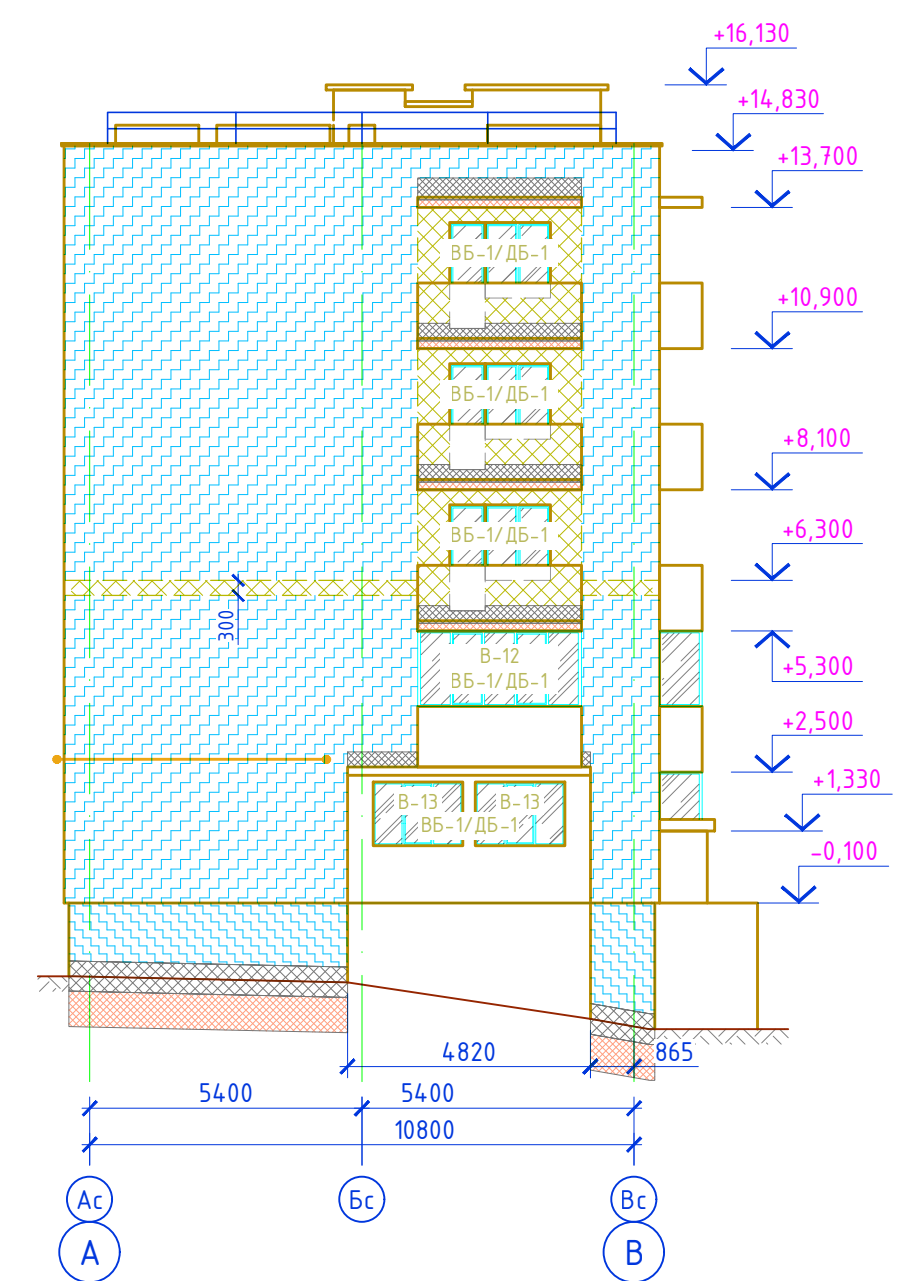 +16,130
+14,830
+13,700
ВБ-1/ДБ-1
+10,900
ВБ-1/ДБ-1
+8,100
ВБ-1/ДБ-1
+6,300
300
В-12
+5,300
ВБ-1/ДБ-1
+2,500
+1,330
В-13 В-13
ВБ-1/ДБ-1
-0,100
4820 865
5400 5400
10800
Ас Бс Вс
А В